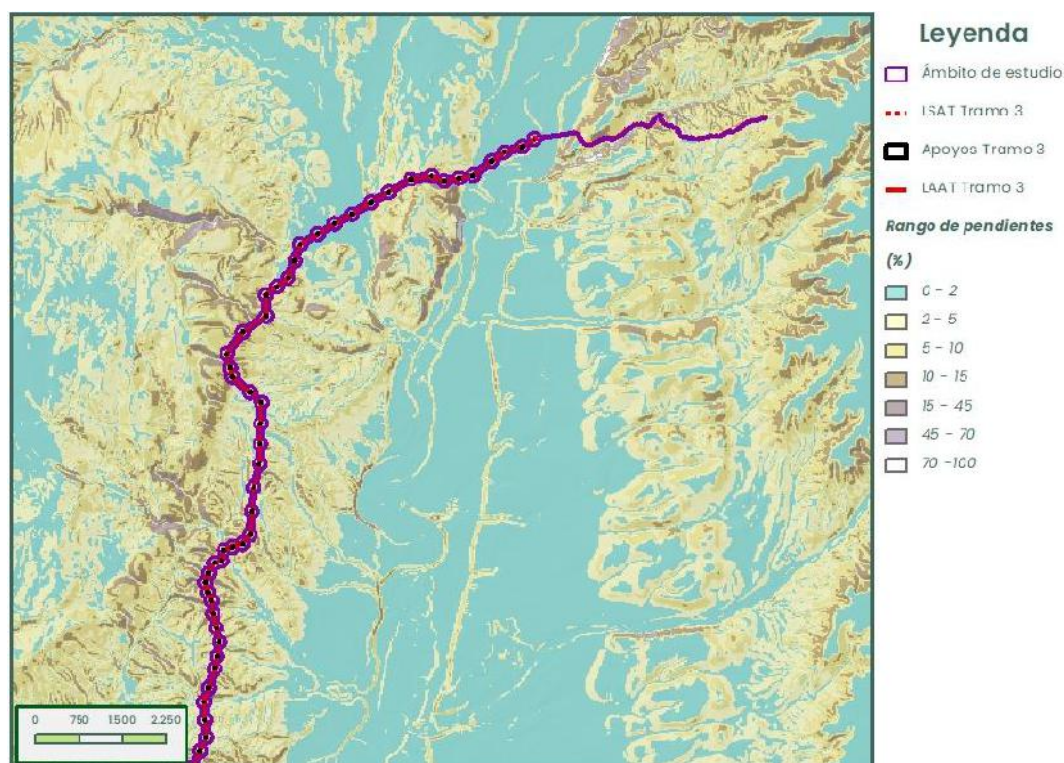 Leyenda
Ámbito de estudio
LSAT Tramo 3
Apoyos Tramo 3
LAAT Tramo 3
Rango de pendientes
(%)
0 - 2
2 - 5
5 - 10
10 - 15
15 - 45
45 - 70
70 -100
0 750 1500 2.250